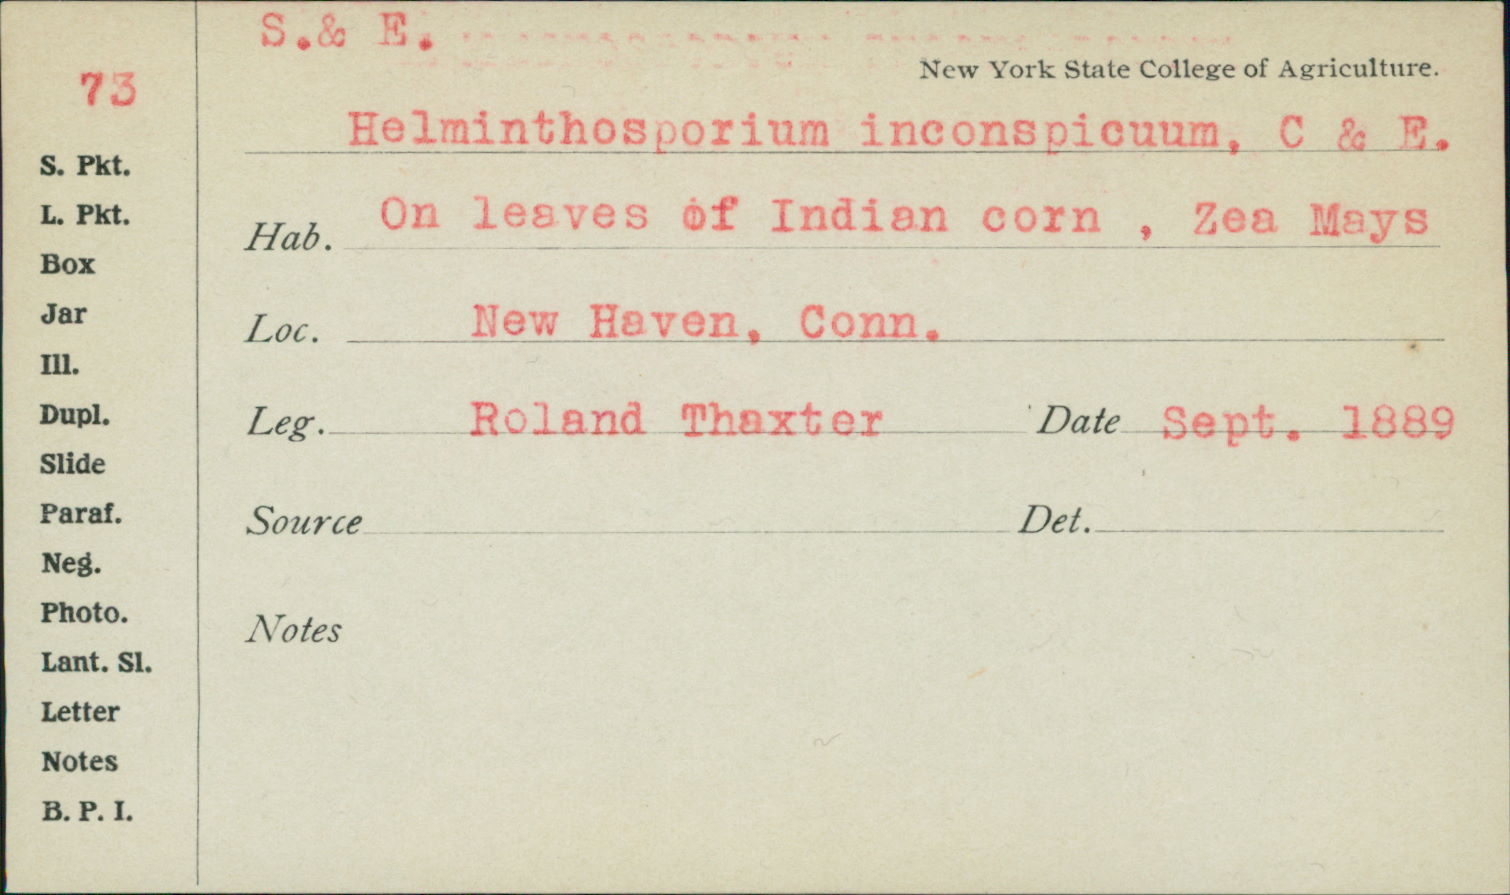 S.& E.
New York State College of Agriculture.
73
Helminthosporium inconspicuum, C & E.
S. Pkt.
L. Pkt.
Hab. On leaves of Indian corn , Zea Mays
Box
Jar
Loc. New Haven, Conn.
Ill.
Dupl.
Leg. Roland Thaxter Date Sept. 1889
Slide
Paraf.
Source Det.
Neg.
Photo.
Notes
Lant. Sl.
Letter
Notes
B. P. I.